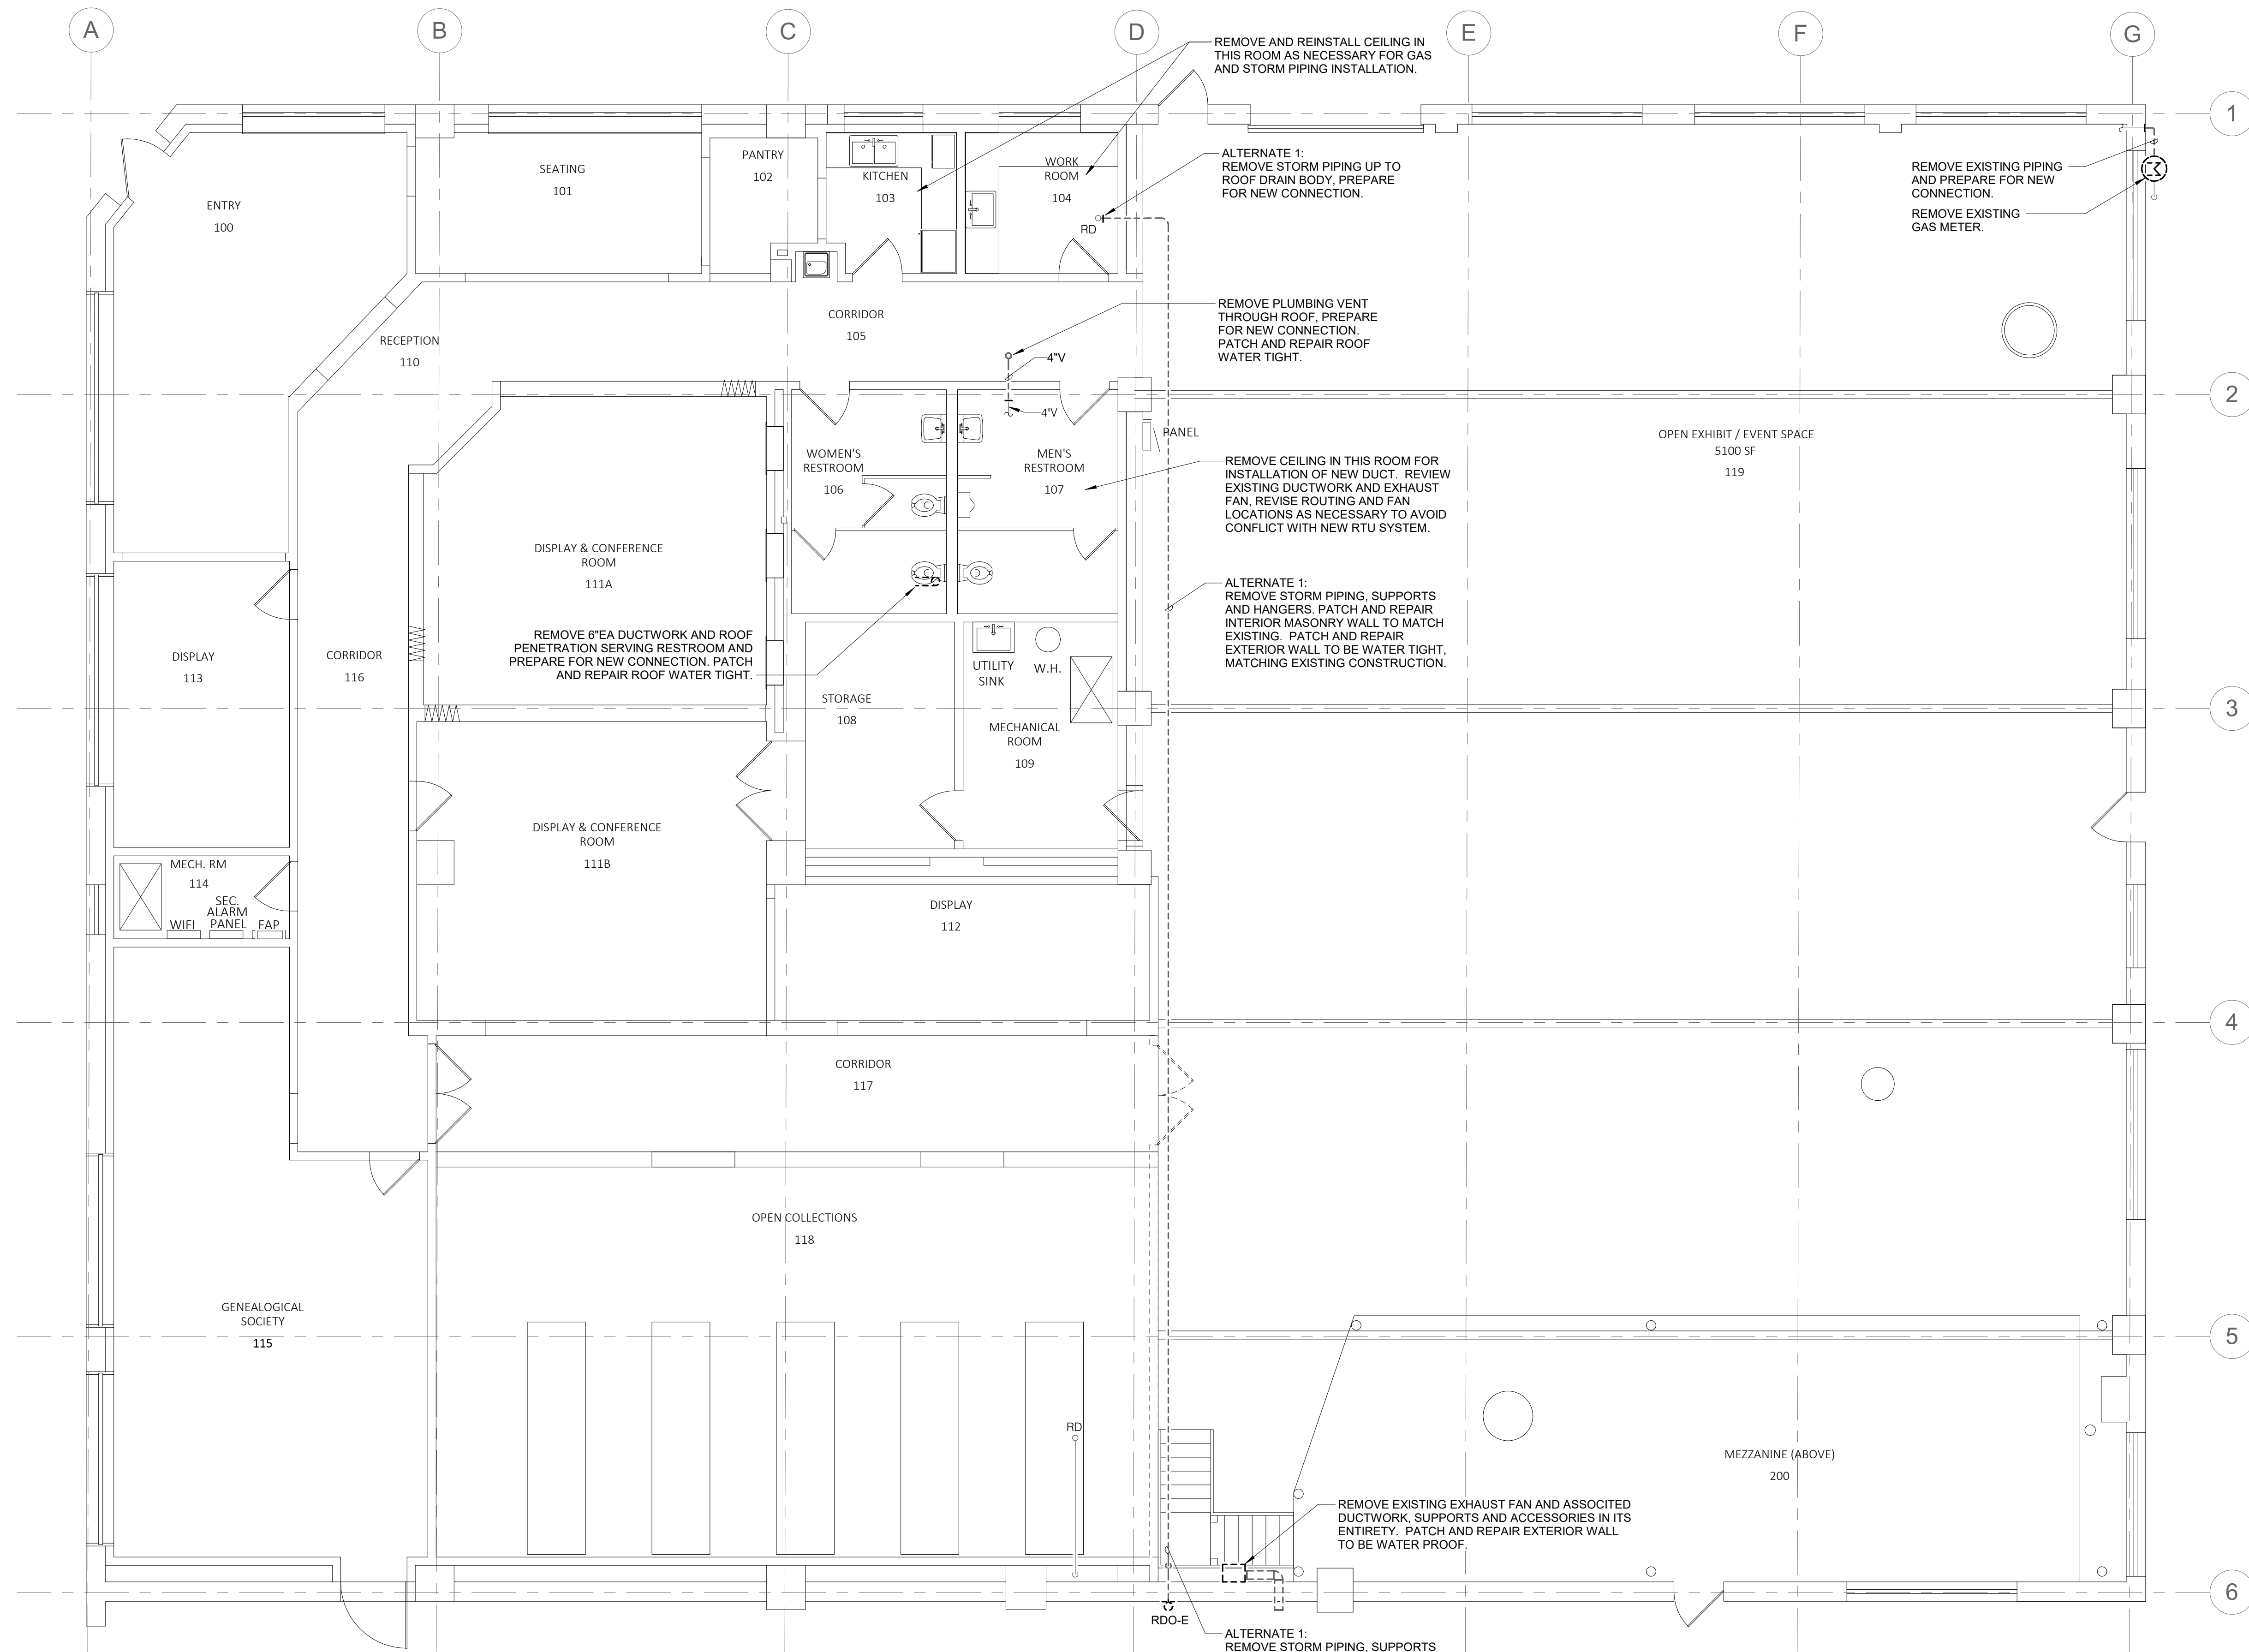 A
B
C
D
E
F
G
REMOVE AND REINSTALL CEILING IN
THIS ROOM AS NECESSARY FOR GAS
AND STORM PIPING INSTALLATION.
1
ENTRY
100
SEATING
101
PANTRY
102
KITCHEN
103
WORK
ROOM
104
RD
ALTERNATE 1:
REMOVE STORM PIPING UP TO
ROOF DRAIN BODY, PREPARE
FOR NEW CONNECTION.
REMOVE EXISTING PIPING
AND PREPARE FOR NEW
CONNECTION.
REMOVE EXISTING
GAS METER.
RECEPTION
110
CORRIDOR
105
4"V
4"V
REMOVE PLUMBING VENT
THROUGH ROOF, PREPARE
FOR NEW CONNECTION.
PATCH AND REPAIR ROOF
WATER TIGHT.
2
PANEL
WOMEN'S
RESTROOM
106
MEN'S
RESTROOM
107
REMOVE CEILING IN THIS ROOM FOR
INSTALLATION OF NEW DUCT. REVIEW
EXISTING DUCTWORK AND EXHAUST
FAN, REVISE ROUTING AND FAN
LOCATIONS AS NECESSARY TO AVOID
CONFLICT WITH NEW RTU SYSTEM.
OPEN EXHIBIT / EVENT SPACE
5100 SF
119
DISPLAY & CONFERENCE
ROOM
111A
ALTERNATE 1:
REMOVE STORM PIPING, SUPPORTS
AND HANGERS. PATCH AND REPAIR
INTERIOR MASONRY WALL TO MATCH
EXISTING. PATCH AND REPAIR
EXTERIOR WALL TO BE WATER TIGHT,
MATCHING EXISTING CONSTRUCTION.
REMOVE 6"EA DUCTWORK AND ROOF
PENETRATION SERVING RESTROOM AND
PREPARE FOR NEW CONNECTION. PATCH
AND REPAIR ROOF WATER TIGHT.
DISPLAY
113
CORRIDOR
116
UTILITY
SINK
W.H.
STORAGE
108
MECHANICAL
ROOM
109
3
DISPLAY & CONFERENCE
ROOM
111B
MECH. RM
114
SEC.
ALARM
PANEL
WIFI
FAP
DISPLAY
112
4
CORRIDOR
117
OPEN COLLECTIONS
118
GENEALOGICAL
SOCIETY
115
5
RD
MEZZANINE (ABOVE)
200
REMOVE EXISTING EXHAUST FAN AND ASSOCITED
DUCTWORK, SUPPORTS AND ACCESSORIES IN ITS
ENTIRETY. PATCH AND REPAIR EXTERIOR WALL
TO BE WATER PROOF.
6
RDO-E
ALTERNATE 1:
REMOVE STORM PIPING, SUPPORTS